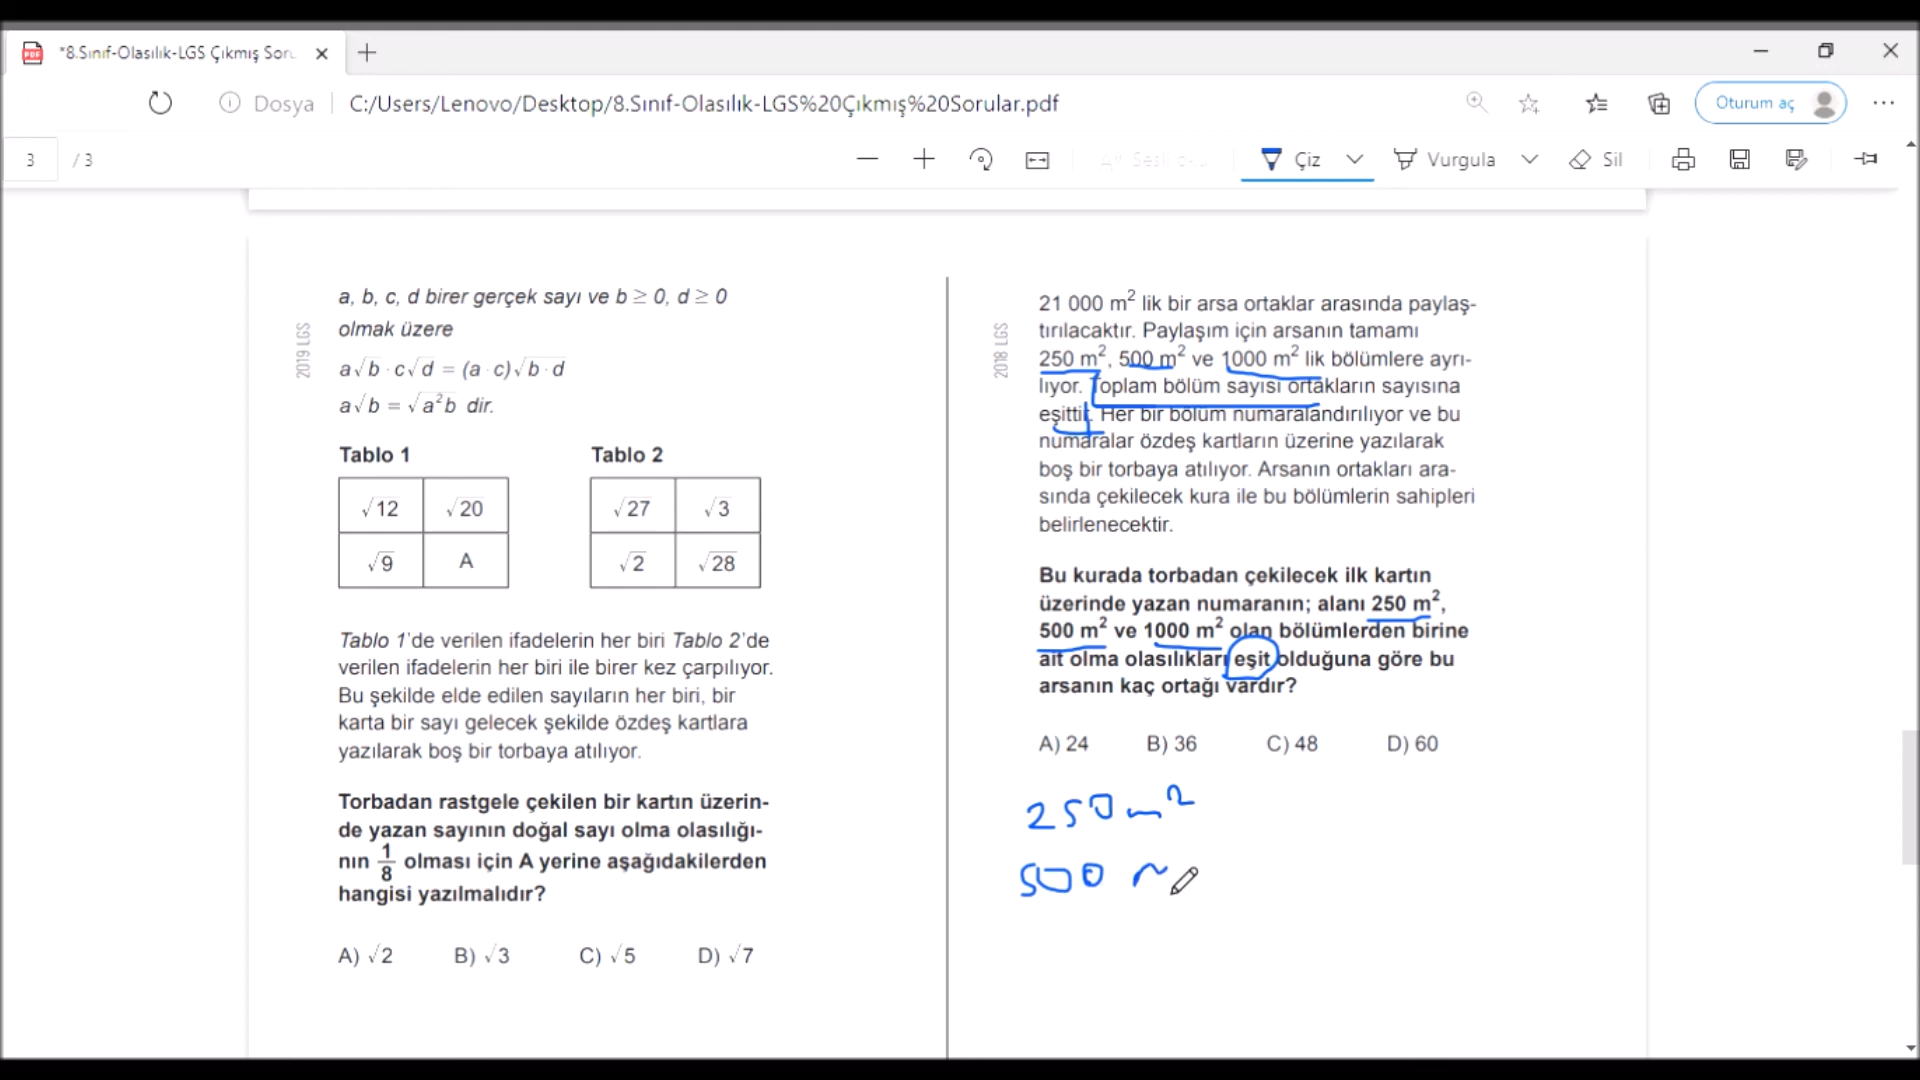 *8.Sınıf-Olasılık-LGS Çıkmış Soru
Dosya
C:/Users/Lenovo/Desktop/8.Sınıf-Olasılık-LGS%20Çıkmış%20Sorular.pdf
Oturum aç
3 / 3
Çiz
Vurgula
Sil
2019 LGS
a, b, c, d birer gerçek sayı ve b ≥ 0, d ≥ 0
olmak üzere
a√b · c√d = (a · c)√b · d
a√b = √a²b dir.
Tablo 1
√12 √20
√9 A
Tablo 2
√27 √3
√2 √28
Tablo 1'de verilen ifadelerin her biri Tablo 2'de
verilen ifadelerin her biri ile birer kez çarpılıyor.
Bu şekilde elde edilen sayıların her biri, bir
karta bir sayı gelecek şekilde özdeş kartlara
yazılarak boş bir torbaya atılıyor.
Torbadan rastgele çekilen bir kartın üzerin-
de yazan sayının doğal sayı olma olasılığı-
nın 1/8 olması için A yerine aşağıdakilerden
hangisi yazılmalıdır?
A) √2 B) √3 C) √5 D) √7
2018 LGS
21 000 m² lik bir arsa ortaklar arasında paylaş-
tırılacaktır. Paylaşım için arsanın tamamı
250 m², 500 m² ve 1000 m² lik bölümlere ayrı-
lıyor. Toplam bölüm sayısı ortakların sayısına
eşittir. Her bir bölüm numaralandırılıyor ve bu
numaralar özdeş kartların üzerine yazılarak
boş bir torbaya atılıyor. Arsanın ortakları ara-
sında çekilecek kura ile bu bölümlerin sahipleri
belirlenecektir.
Bu kurada torbadan çekilecek ilk kartın
üzerinde yazan numaranın; alanı 250 m²,
500 m² ve 1000 m² olan bölümlerden birine
ait olma olasılıkları eşit olduğuna göre bu
arsanın kaç ortağı vardır?
A) 24 B) 36 C) 48 D) 60
250 m²
500